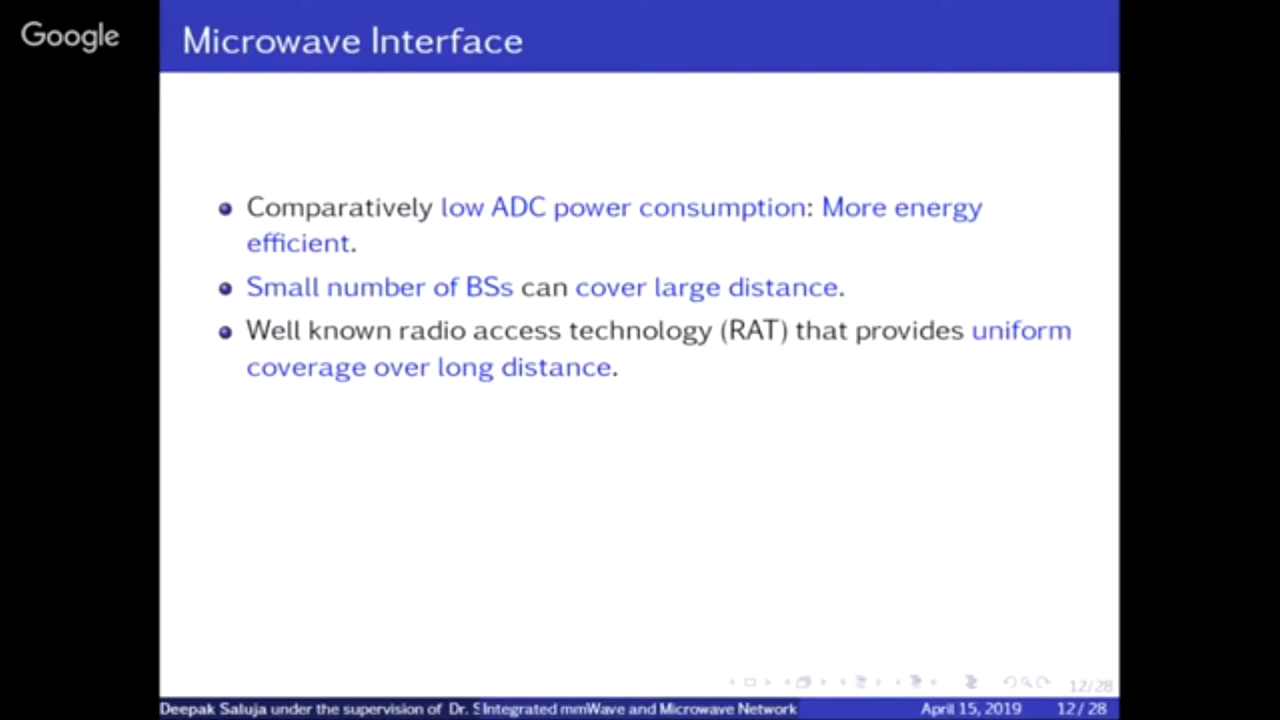 Google
Microwave Interface
Comparatively low ADC power consumption: More energy
efficient.
Small number of BSs can cover large distance.
Well known radio access technology (RAT) that provides uniform
coverage over long distance.
12/28
Deepak Saluja under the supervision of Dr. S Integrated mmWave and Microwave Network April 15, 2019 12 / 28